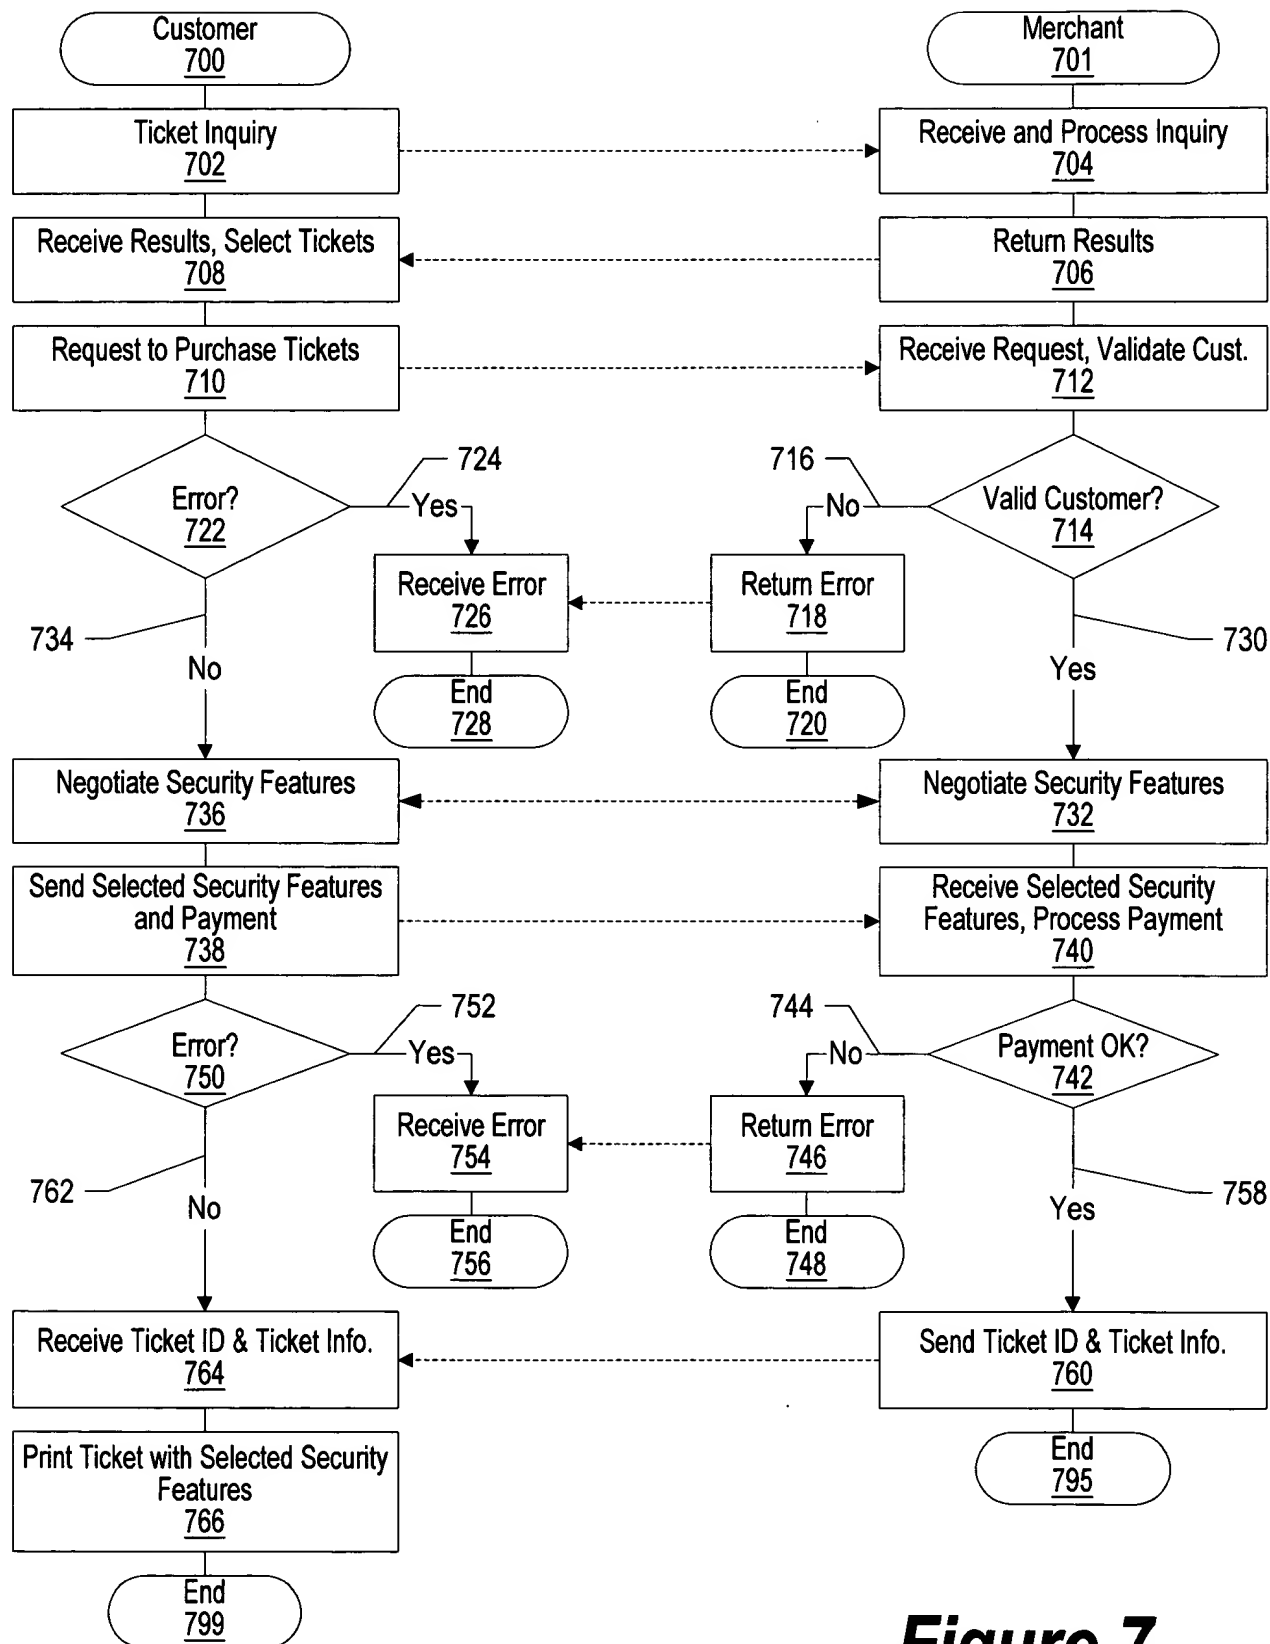 Customer
700
Merchant
701
Ticket Inquiry
702
Receive and Process Inquiry
704
Receive Results, Select Tickets
708
Return Results
706
Request to Purchase Tickets
710
Receive Request, Validate Cust.
712
Error?
722
724
Yes
716
No
Valid Customer?
714
Receive Error
726
Return Error
718
734
No
730
Yes
End
728
End
720
Negotiate Security Features
736
Negotiate Security Features
732
Send Selected Security Features
and Payment
738
Receive Selected Security
Features, Process Payment
740
Error?
750
752
Yes
744
No
Payment OK?
742
Receive Error
754
Return Error
746
762
No
758
Yes
End
756
End
748
Receive Ticket ID & Ticket Info.
764
Send Ticket ID & Ticket Info.
760
Print Ticket with Selected Security
Features
766
End
795
End
799
Figure 7